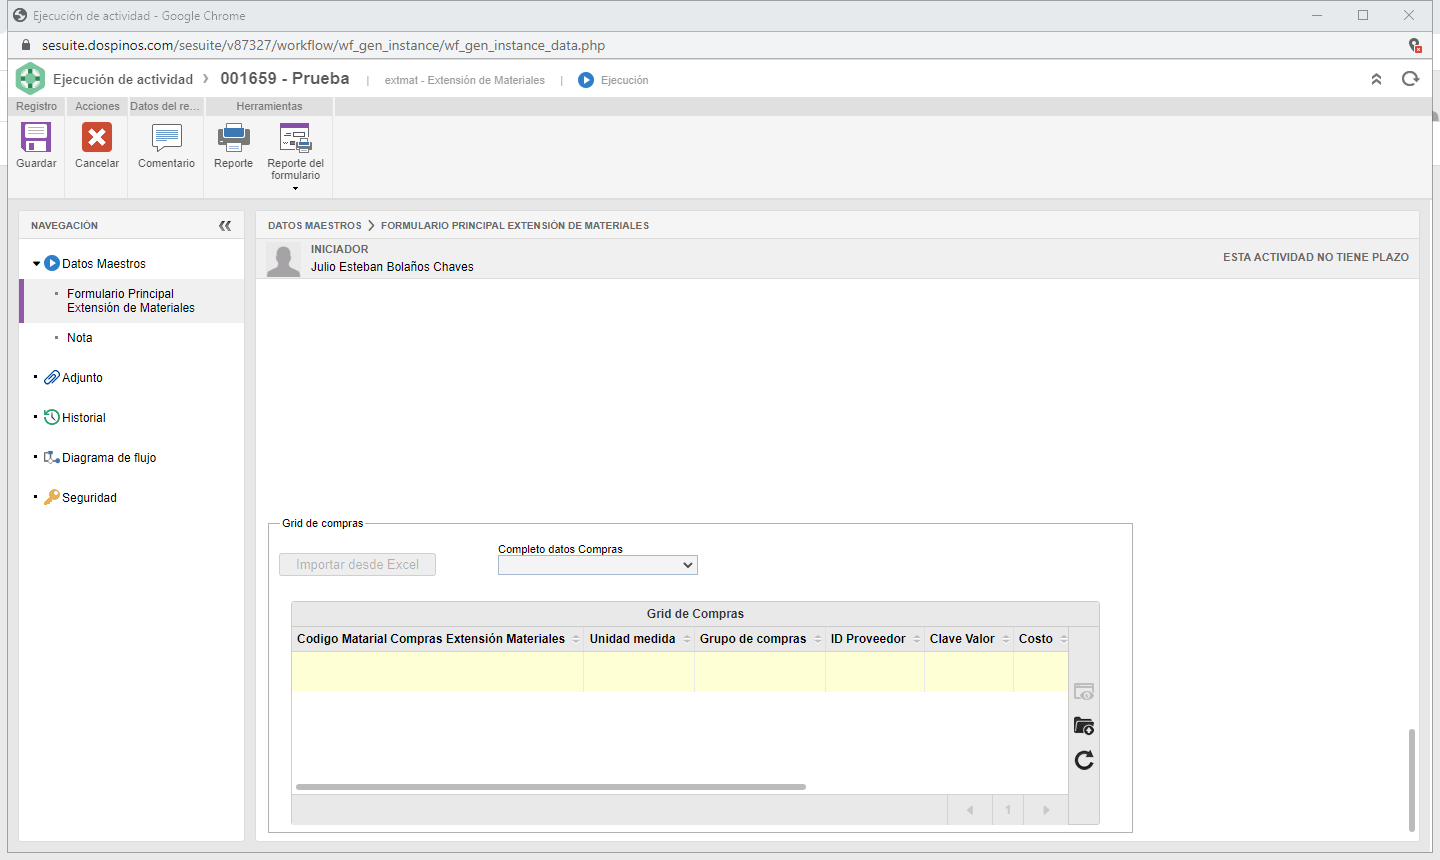 Ejecución de actividad - Google Chrome
sesuite.dospinos.com/sesuite/v87327/workflow/wf_gen_instance/wf_gen_instance_data.php
Ejecución de actividad > 001659 - Prueba | extmat - Extensión de Materiales | Ejecución
Registro Acciones Datos del re... Herramientas
Guardar Cancelar Comentario Reporte Reporte del
formulario
NAVEGACIÓN
Datos Maestros
Formulario Principal
Extensión de Materiales
Nota
Adjunto
Historial
Diagrama de flujo
Seguridad
DATOS MAESTROS > FORMULARIO PRINCIPAL EXTENSIÓN DE MATERIALES
INICIADOR
Julio Esteban Bolaños Chaves
ESTA ACTIVIDAD NO TIENE PLAZO
Grid de compras
Completo datos Compras
Importar desde Excel
Grid de Compras
Codigo Matarial Compras Extensión Materiales Unidad medida Grupo de compras ID Proveedor Clave Valor Costo
1